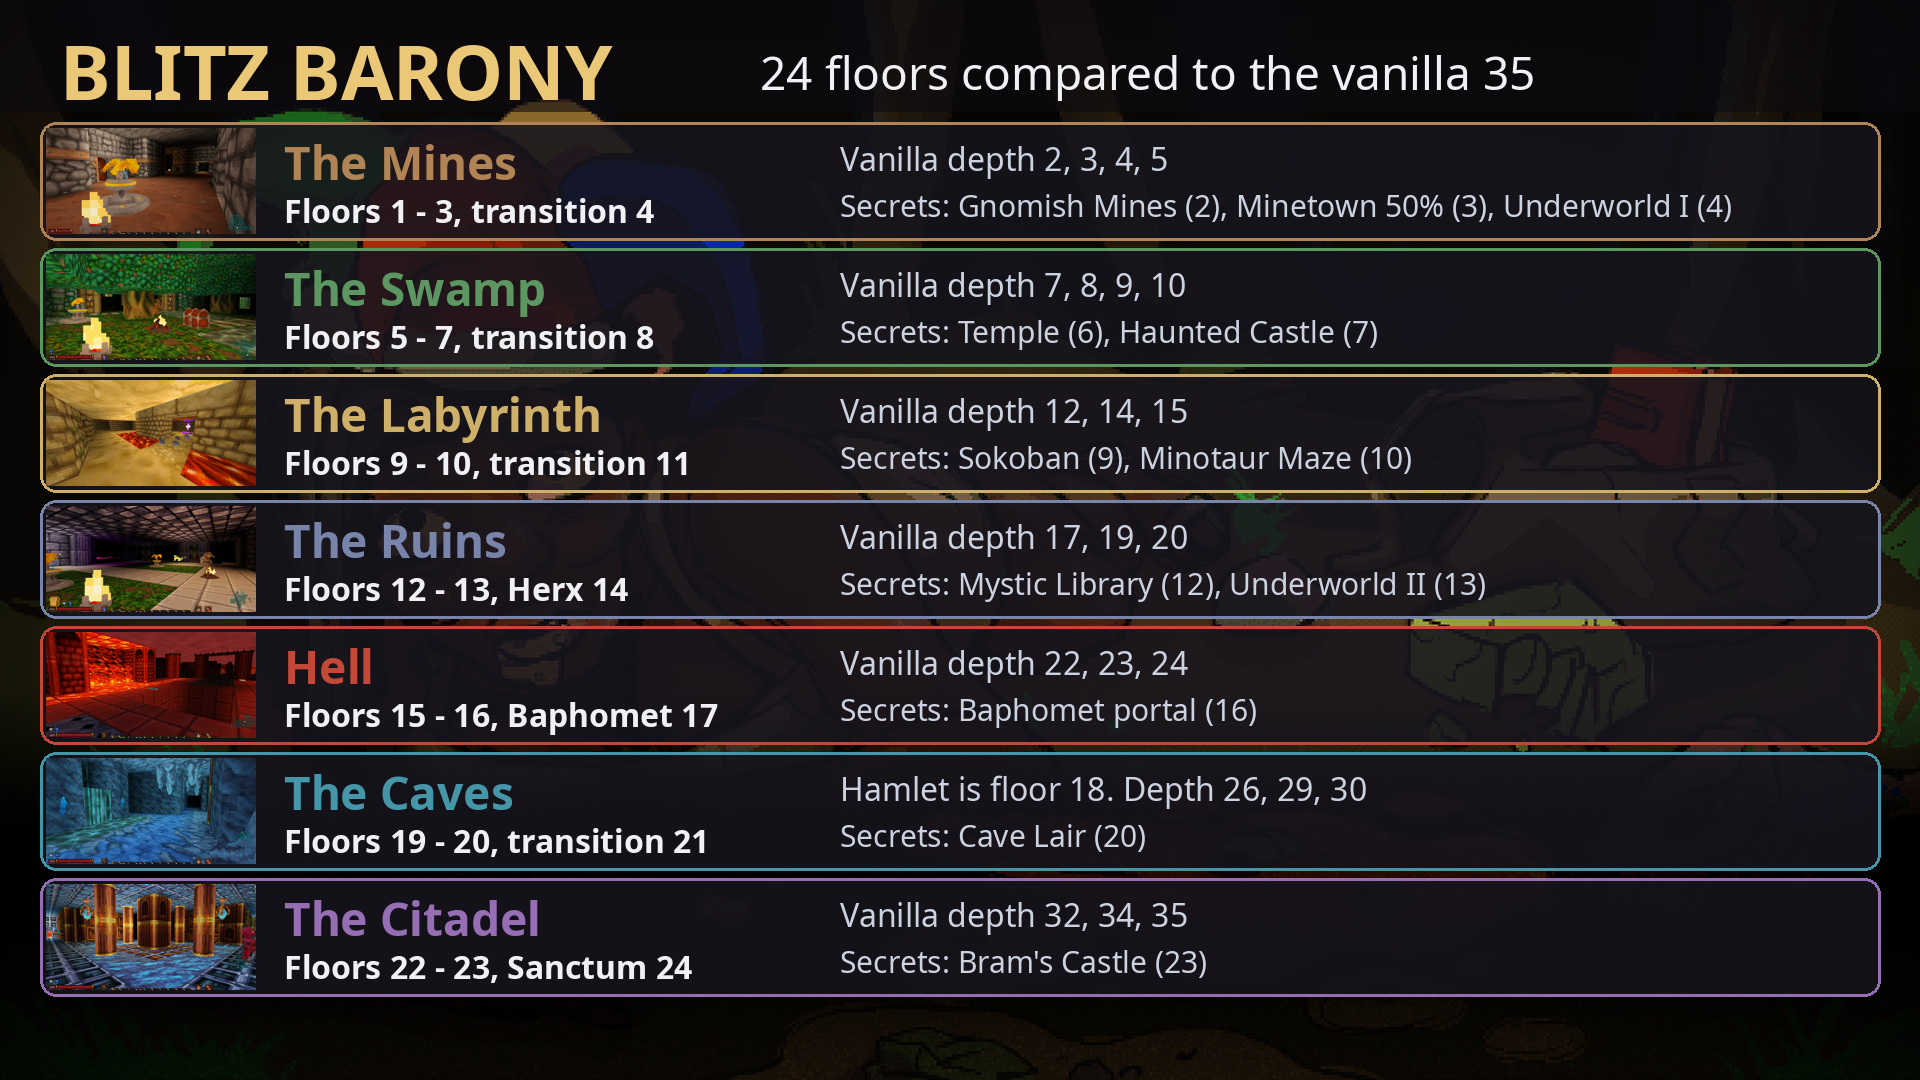 BLITZ BARONY
24 floors compared to the vanilla 35
The Mines
Floors 1 - 3, transition 4
Vanilla depth 2, 3, 4, 5
Secrets: Gnomish Mines (2), Minetown 50% (3), Underworld I (4)
The Swamp
Floors 5 - 7, transition 8
Vanilla depth 7, 8, 9, 10
Secrets: Temple (6), Haunted Castle (7)
The Labyrinth
Floors 9 - 10, transition 11
Vanilla depth 12, 14, 15
Secrets: Sokoban (9), Minotaur Maze (10)
The Ruins
Floors 12 - 13, Herx 14
Vanilla depth 17, 19, 20
Secrets: Mystic Library (12), Underworld II (13)
Hell
Floors 15 - 16, Baphomet 17
Vanilla depth 22, 23, 24
Secrets: Baphomet portal (16)
The Caves
Floors 19 - 20, transition 21
Hamlet is floor 18. Depth 26, 29, 30
Secrets: Cave Lair (20)
The Citadel
Floors 22 - 23, Sanctum 24
Vanilla depth 32, 34, 35
Secrets: Bram's Castle (23)